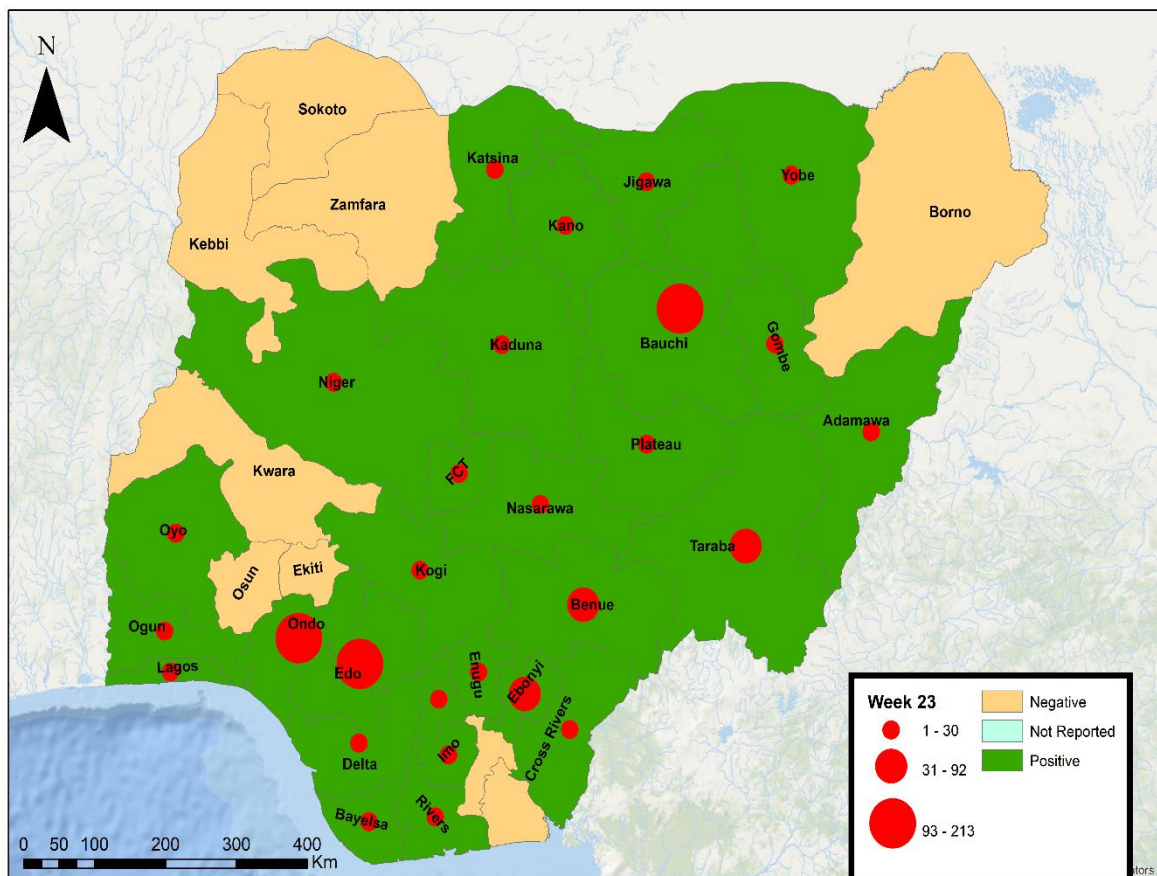 N
Sokoto
Katsina
Jigawa
Yobe
Zamfara
Borno
Kano
Kebbi
Kaduna
Bauchi
Gombe
Niger
Adamawa
Plateau
FCT
Kwara
Nasarawa
Oyo
Taraba
Kogi
Osun
Ekiti
Benue
Ogun
Ondo
Lagos
Edo
Enugu
Ebonyi
Cross Rivers
Imo
Delta
Bayelsa
Rivers
0 50 100 200 300 400
Km
Week 23
1 - 30
31 - 92
93 - 213
Negative
Not Reported
Positive